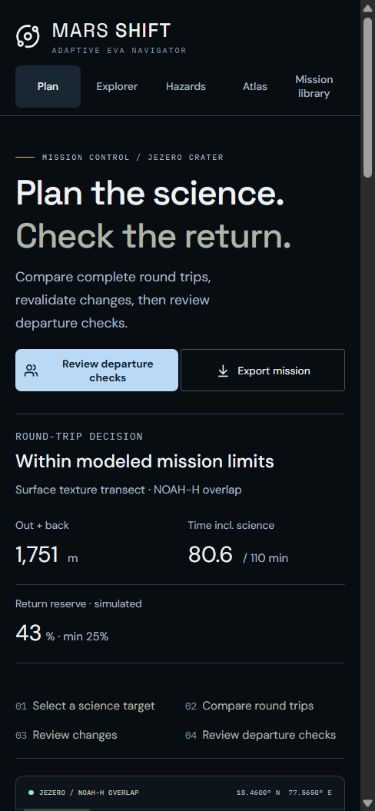 MARS SHIFT
ADAPTIVE EVA NAVIGATOR
Plan
Explorer
Hazards
Atlas
Mission
library
MISSION CONTROL / JEZERO CRATER
Plan the science.
Check the return.
Compare complete round trips,
revalidate changes, then review
departure checks.
Review departure
checks
Export mission
ROUND-TRIP DECISION
Within modeled mission limits
Surface texture transect · NOAH-H overlap
Out + back
Time incl. science
1,751 m
80.6 / 110 min
Return reserve · simulated
43 % · min 25%
01 Select a science target
02 Compare round trips
03 Review changes
04 Review departure checks
JEZERO / NOAH-H OVERLAP
18.4600° N 77.5650° E